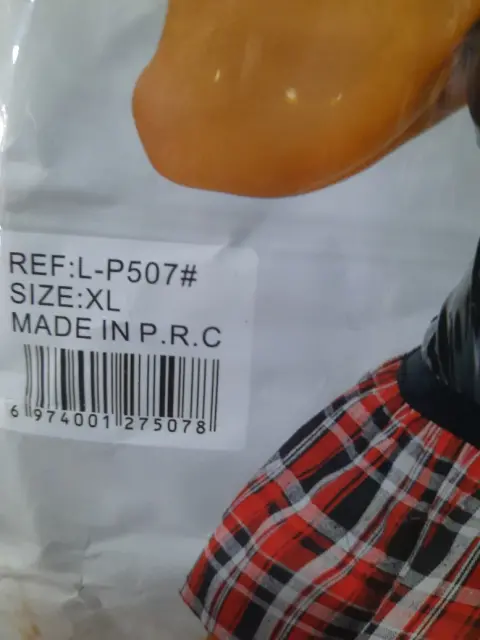 REF:L-P507#
SIZE:XL
MADE IN P.R.C
6 974001 275078